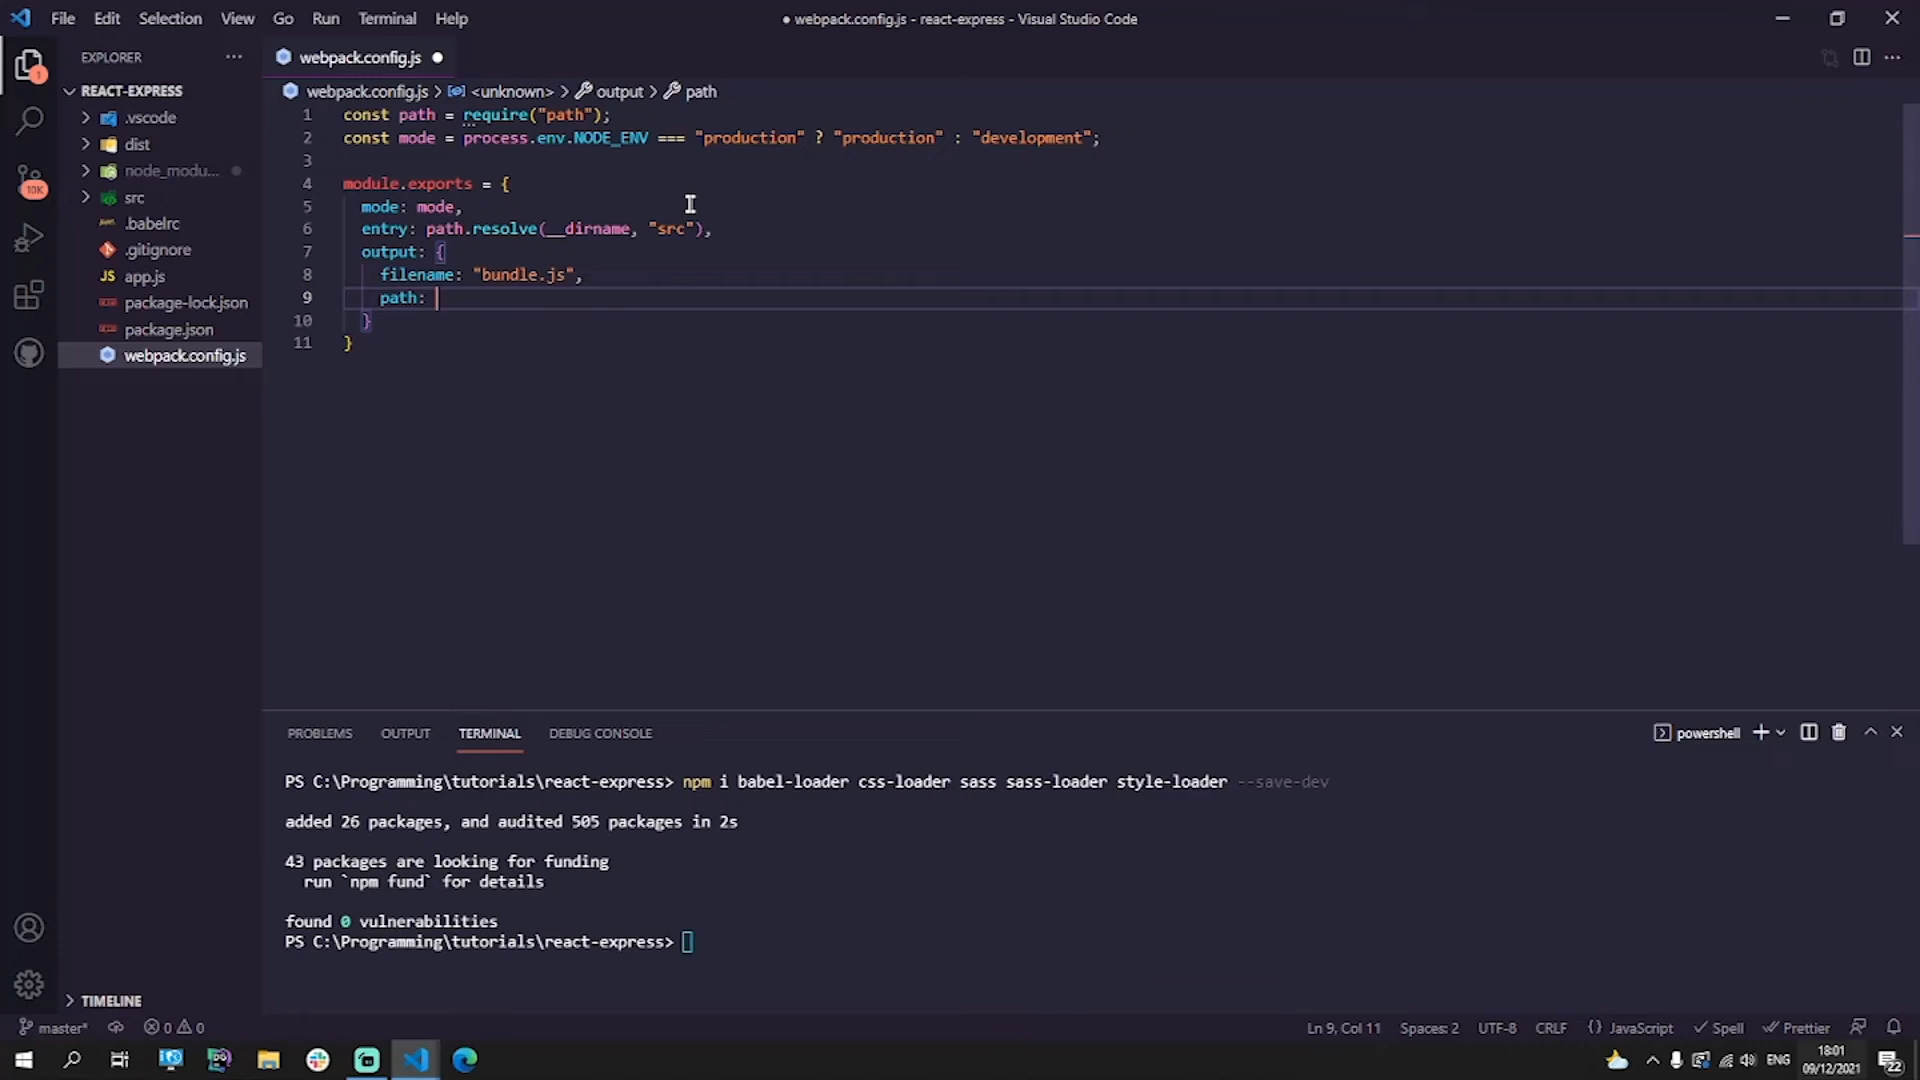 File Edit Selection View Go Run Terminal Help
● webpack.config.js - react-express - Visual Studio Code
EXPLORER
webpack.config.js
REACT-EXPRESS
webpack.config.js > <unknown> > output > path
.vscode
dist
node_modu...
src
.babelrc
.gitignore
app.js
package-lock.json
package.json
webpack.config.js
1
10K
JS
1 const path = require("path");
2 const mode = process.env.NODE_ENV === "production" ? "production" : "development";
3
4 module.exports = {
5 mode: mode,
6 entry: path.resolve(__dirname, "src"),
7 output: {
8 filename: "bundle.js",
9 path:
10 }
11 }
PROBLEMS OUTPUT TERMINAL DEBUG CONSOLE
powershell
PS C:\Programming\tutorials\react-express> npm i babel-loader css-loader sass sass-loader style-loader --save-dev
added 26 packages, and audited 505 packages in 2s
43 packages are looking for funding
run `npm fund` for details
found 0 vulnerabilities
PS C:\Programming\tutorials\react-express>
TIMELINE
master* 0 0
Ln 9, Col 11 Spaces: 2 UTF-8 CRLF {} JavaScript Spell Prettier
ENG
18:01
09/12/2021
22